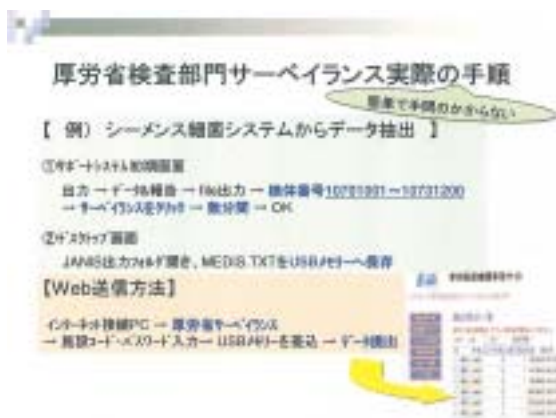 厚労省検査部門サーベイランス実際の手順
簡単で手間のかからない
【 例） シーメンス細菌システムからデータ抽出 】
①サポートシステム初期画面
出力 → データ報告 → file出力 → 検体番号10701001～10731200
→ サーベイランスをクリック → 数分間 → OK
②デスクトップ画面
JANIS出力フォルダ開き、MEDIS.TXTをUSBメモリーへ保存
【Web送信方法】
インターネット接続PC → 厚労省サーベイランス
→ 施設コード・パスワード入力→ USBメモリーを差込 → データ提出